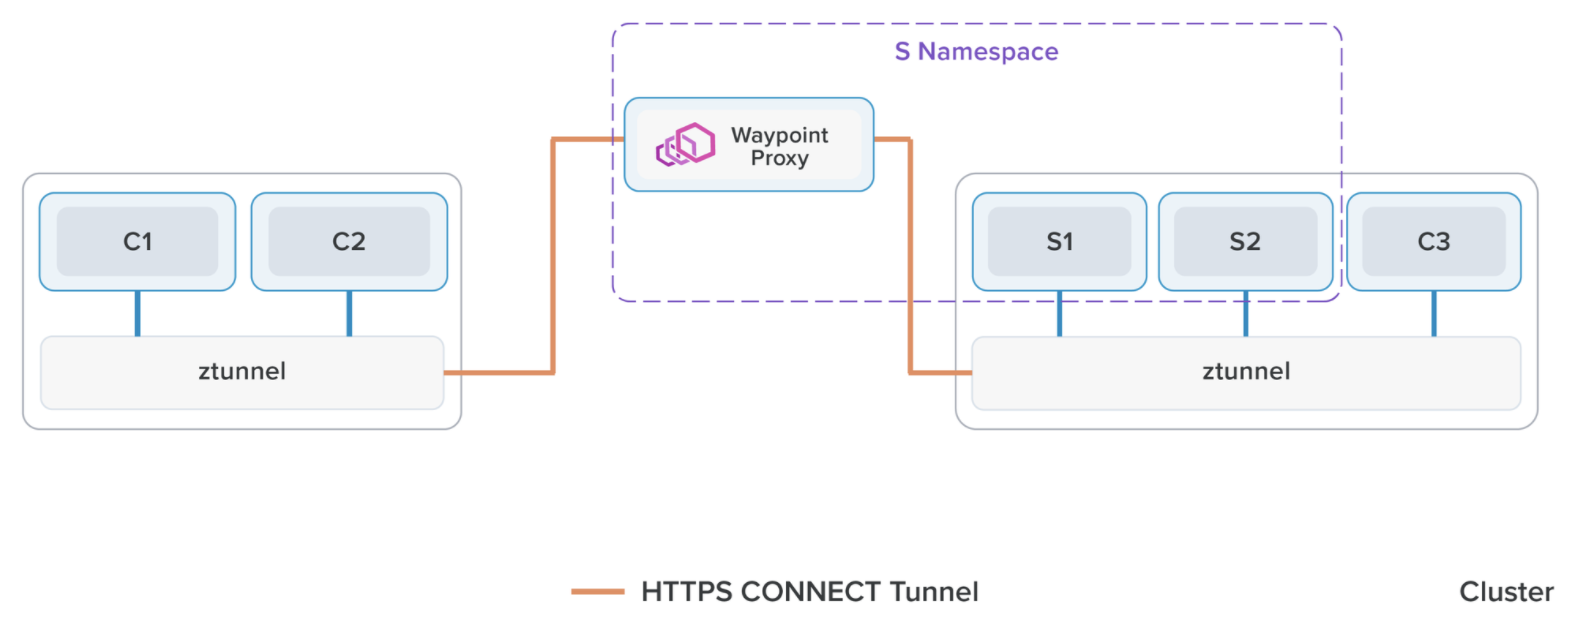 S Namespace
Waypoint
Proxy
C1
C2
S1
S2
C3
ztunnel
ztunnel
HTTPS CONNECT Tunnel
Cluster